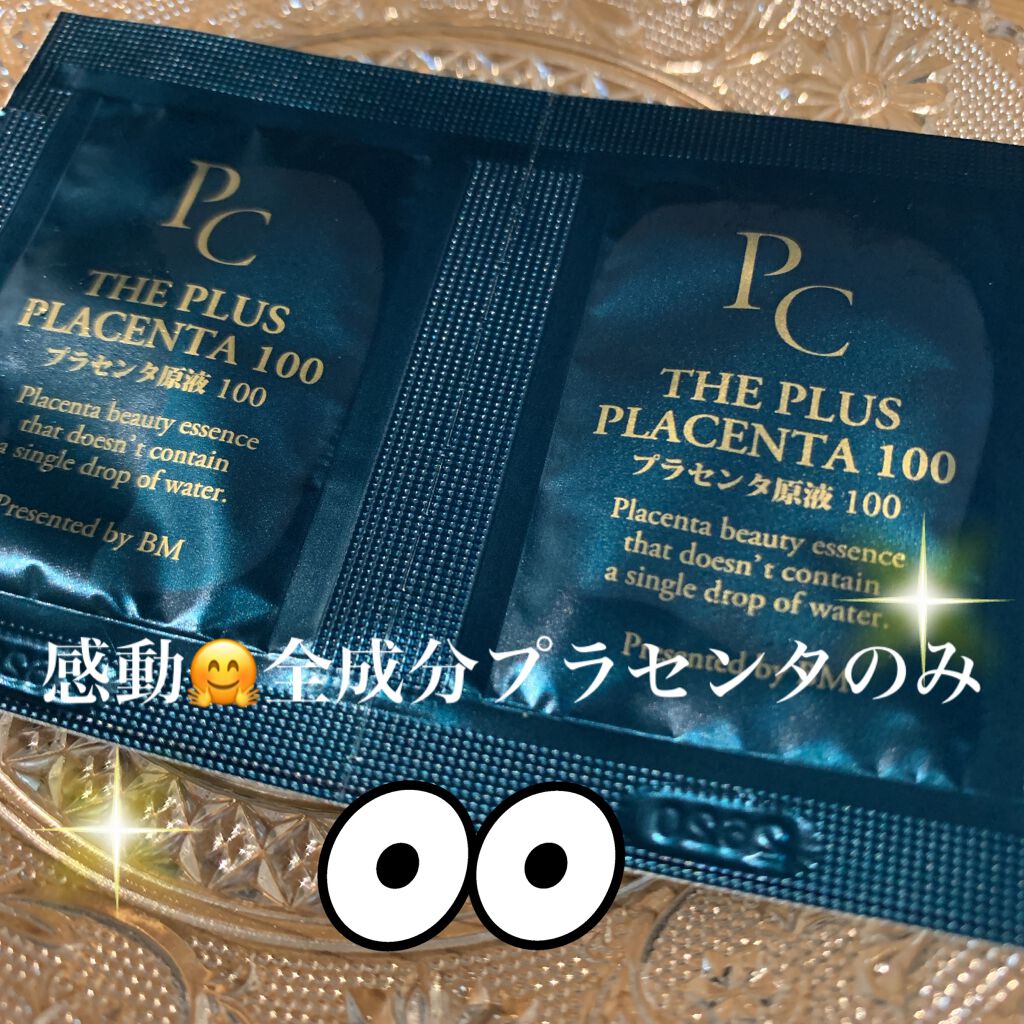 PC
THE PLUS
PLACENTA 100
プラセンタ原液 100
Placenta beauty essence
that doesn't contain
a single drop of water.
Presented by BM
PC
THE PLUS
PLACENTA 100
プラセンタ原液 100
Placenta beauty essence
that doesn't contain
a single drop of water.
Presented by BM
感動🤗全成分プラセンタのみ